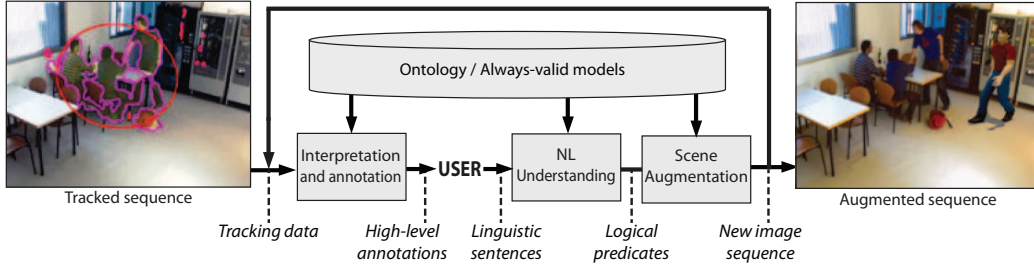 Ontology / Always-valid models
Interpretation
and annotation
USER
NL
Understanding
Scene
Augmentation
Tracked sequence
Augmented sequence
Tracking data
High-level
annotations
Linguistic
sentences
Logical
predicates
New image
sequence